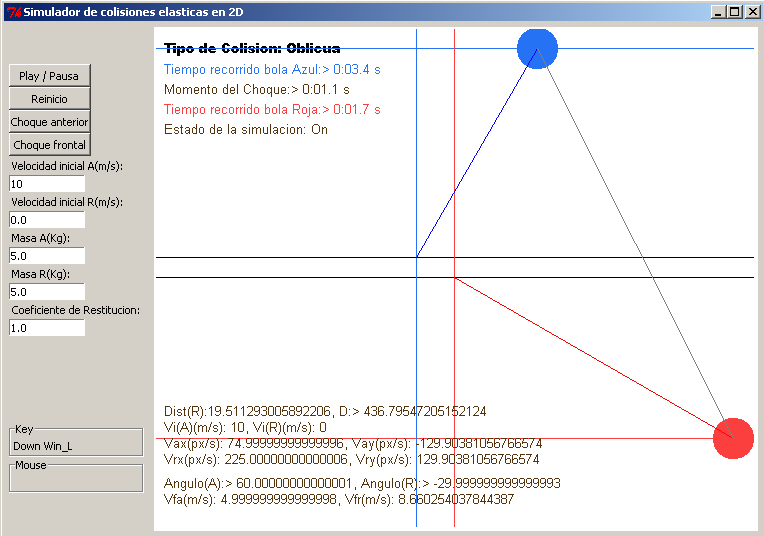 Simulador de colisiones elasticas en 2D
Play / Pausa
Reinicio
Choque anterior
Choque frontal
Velocidad inicial A(m/s):
10
Velocidad inicial R(m/s):
0.0
Masa A(Kg):
5.0
Masa R(Kg):
5.0
Coeficiente de Restitucion:
1.0
Key
Down Win_L
Mouse
Tipo de Colision: Oblicua
Tiempo recorrido bola Azul:> 0:03.4 s
Momento del Choque:> 0:01.1 s
Tiempo recorrido bola Roja:> 0:01.7 s
Estado de la simulacion: On
Dist(R):19.511293005892206, D:> 436.79547205152124
Vi(A)(m/s): 10, Vi(R)(m/s): 0
Vax(px/s): 74.99999999999996, Vay(px/s): -129.90381056766574
Vrx(px/s): 225.00000000000006, Vry(px/s): 129.90381056766574
Angulo(A):> 60.00000000000001, Angulo(R):> -29.999999999999993
Vfa(m/s): 4.999999999999998, Vfr(m/s): 8.660254037844387